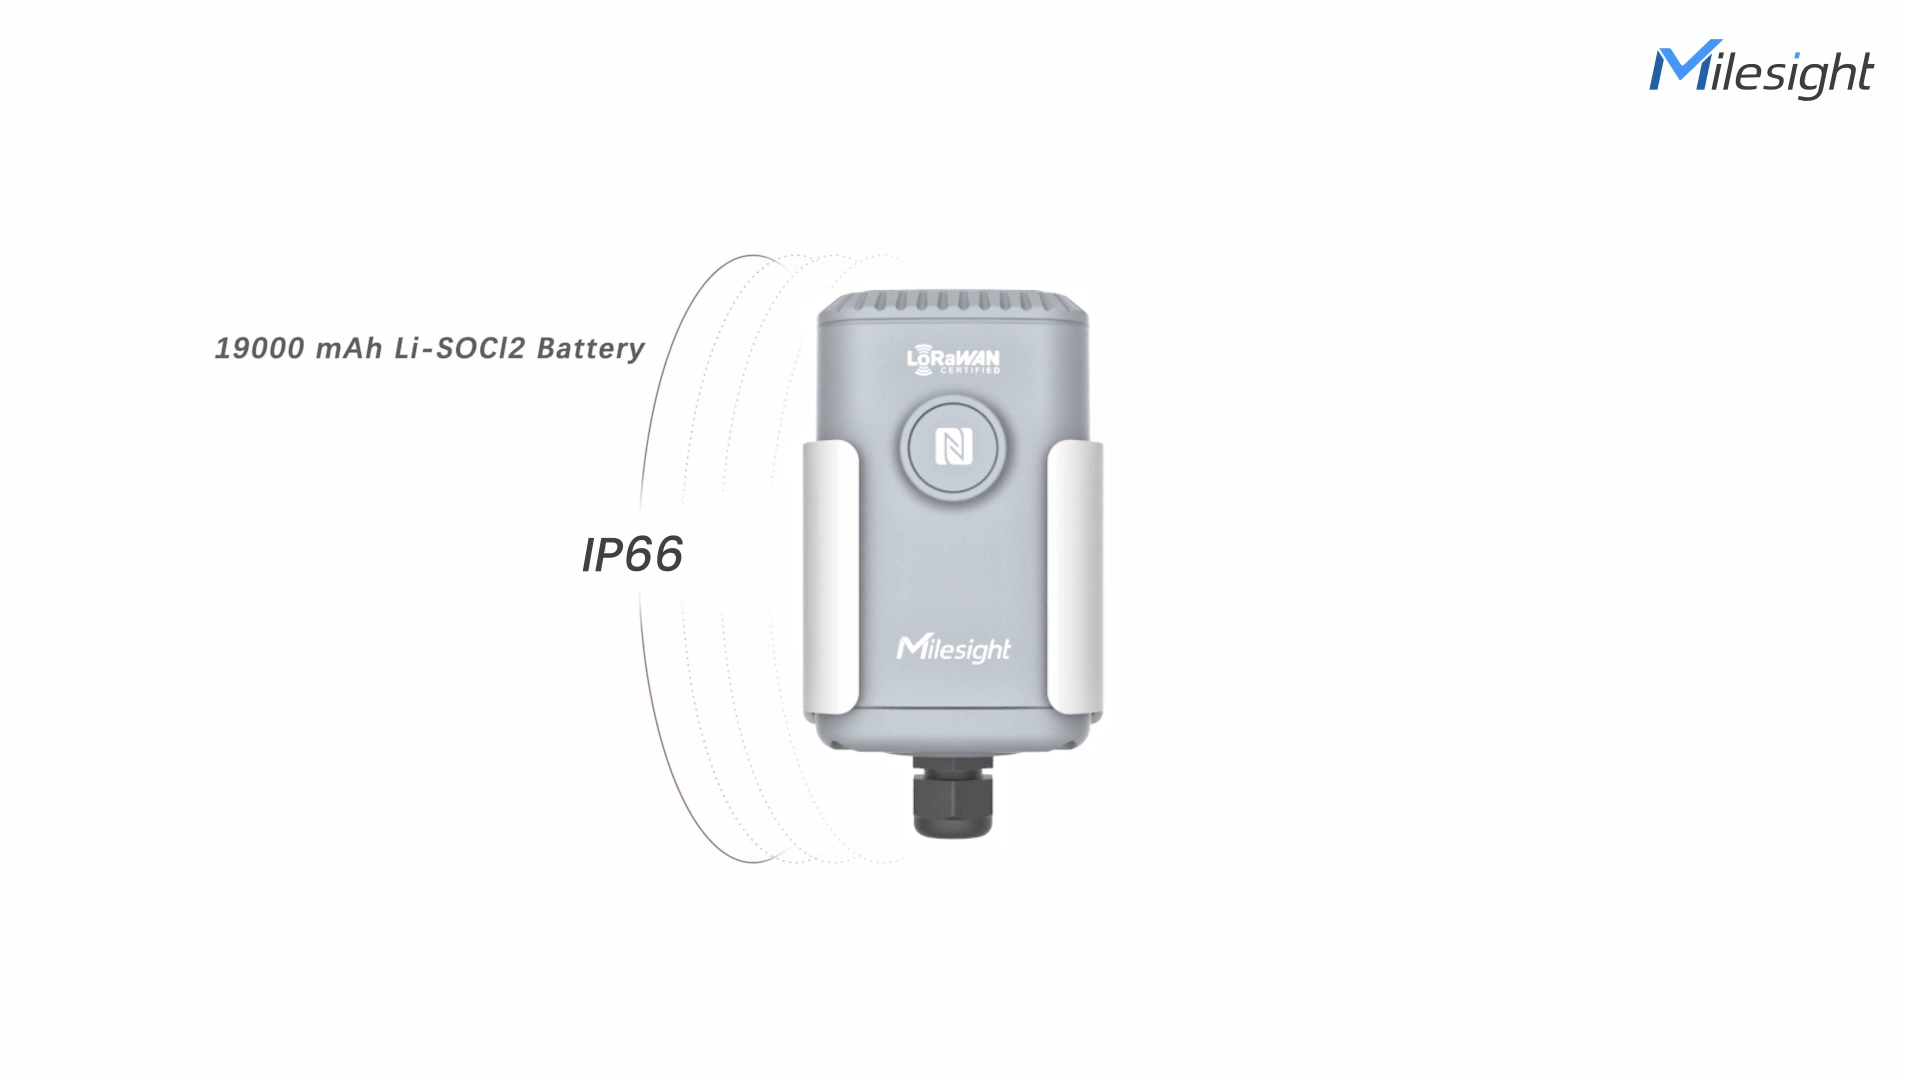 Milesight
19000 mAh Li-SOCl2 Battery
LoRaWAN
CERTIFIED
IP66
Milesight